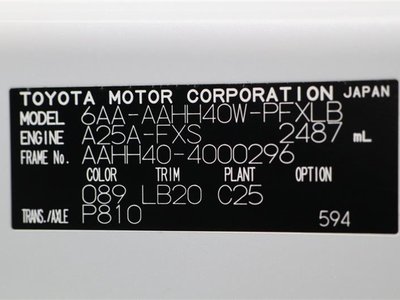 TOYOTA MOTOR CORPORATION JAPAN
MODEL 6AA-AAHH40W-PFXLB
ENGINE A25A-FXS 2487 mL
FRAME No. AAHH40-4000296
COLOR TRIM PLANT OPTION
089 LB20 C25
TRANS./AXLE P810 594